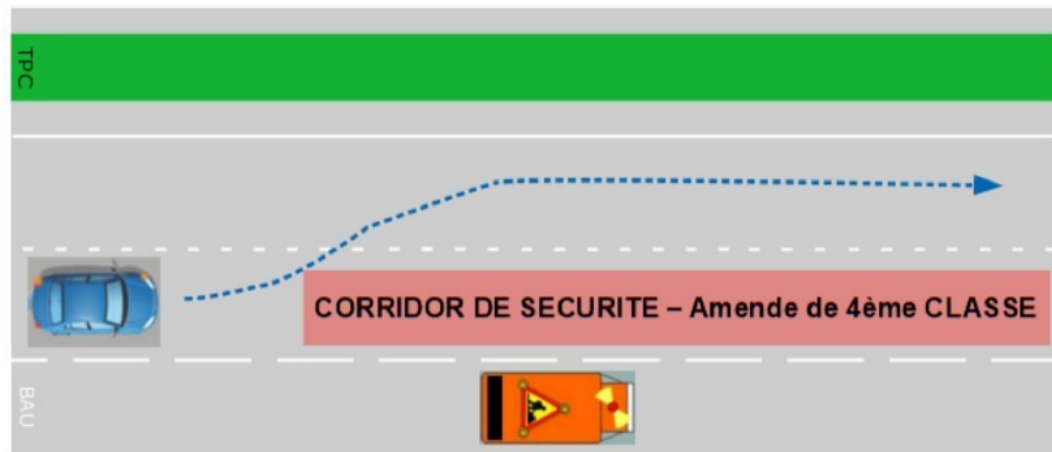 TPC
CORRIDOR DE SECURITE – Amende de 4ème CLASSE
BAU